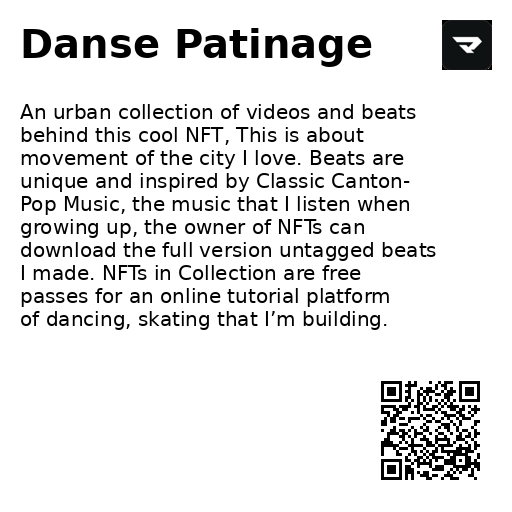 Danse Patinage
An urban collection of videos and beats
behind this cool NFT, This is about
movement of the city I love. Beats are
unique and inspired by Classic Canton-
Pop Music, the music that I listen when
growing up, the owner of NFTs can
download the full version untagged beats
I made. NFTs in Collection are free
passes for an online tutorial platform
of dancing, skating that I’m building.